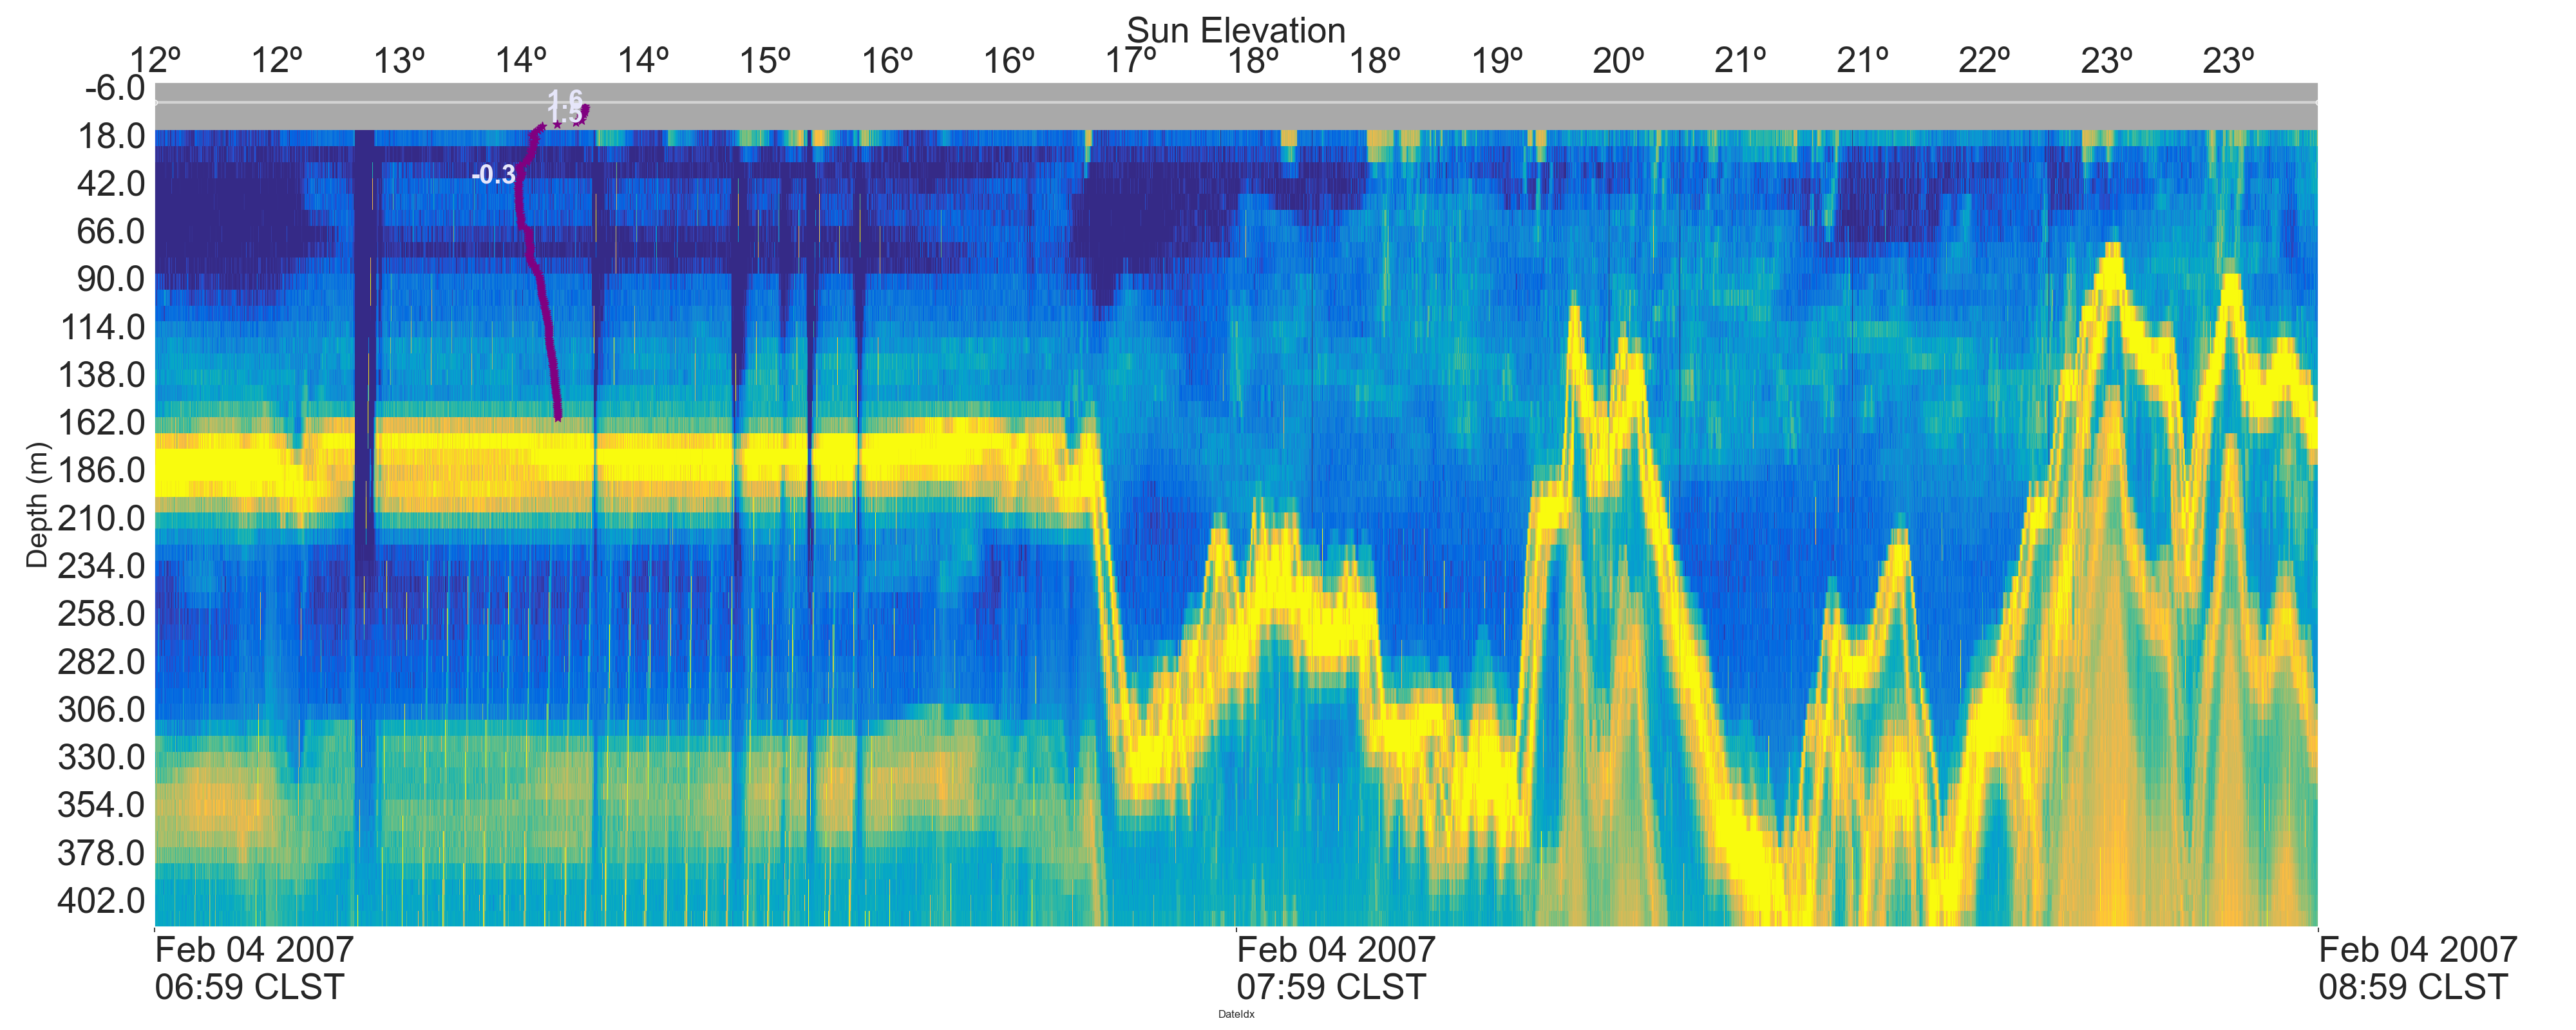 Sun Elevation
12º 12º 13º 14º 14º 15º 16º 16º 17º 18º 18º 19º 20º 21º 21º 22º 23º 23º
-6.0
18.0
42.0
66.0
90.0
114.0
138.0
162.0
186.0
210.0
234.0
258.0
282.0
306.0
330.0
354.0
378.0
402.0
Depth (m)
1.6
1.5
-0.3
Feb 04 2007
06:59 CLST
Feb 04 2007
07:59 CLST
Feb 04 2007
08:59 CLST
DateIdx